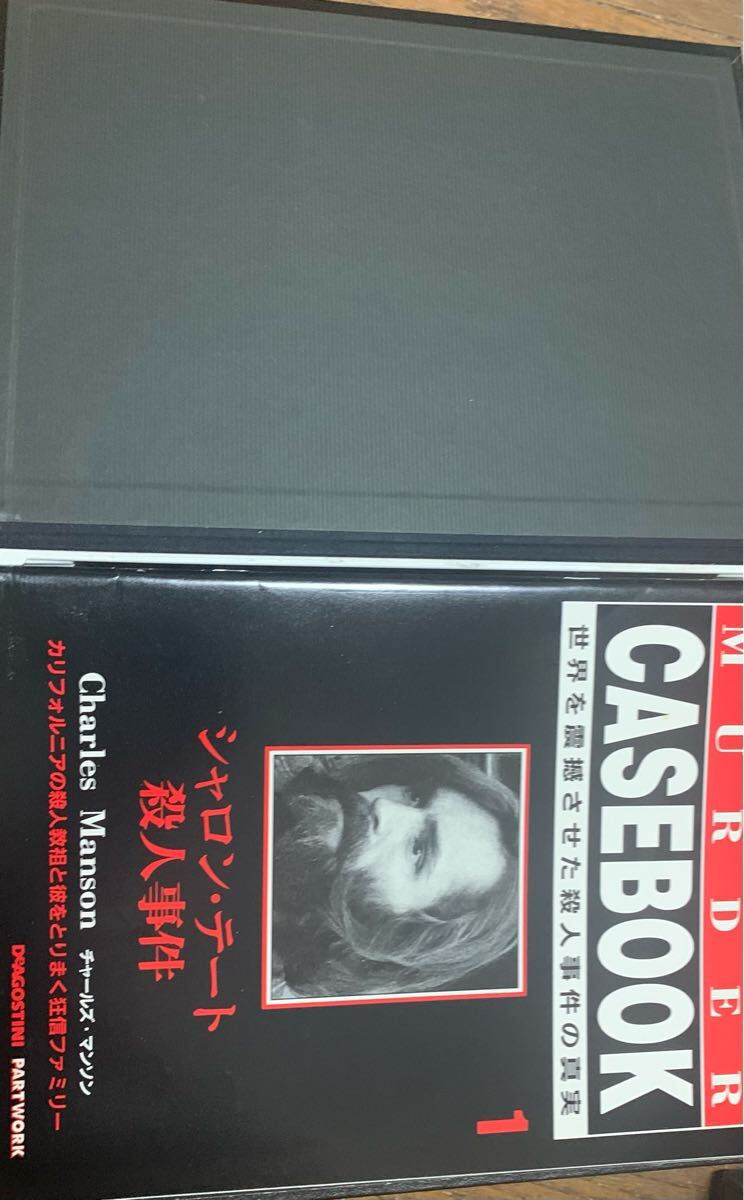 MURDER
CASEBOOK
世界を震撼させた殺人事件の真実
1
シャロン・テート
殺人事件
Charles Manson チャールズ・マンソン
カリフォルニアの殺人教祖と彼をとりまく狂信ファミリー
DeAGOSTINI PARTWORK